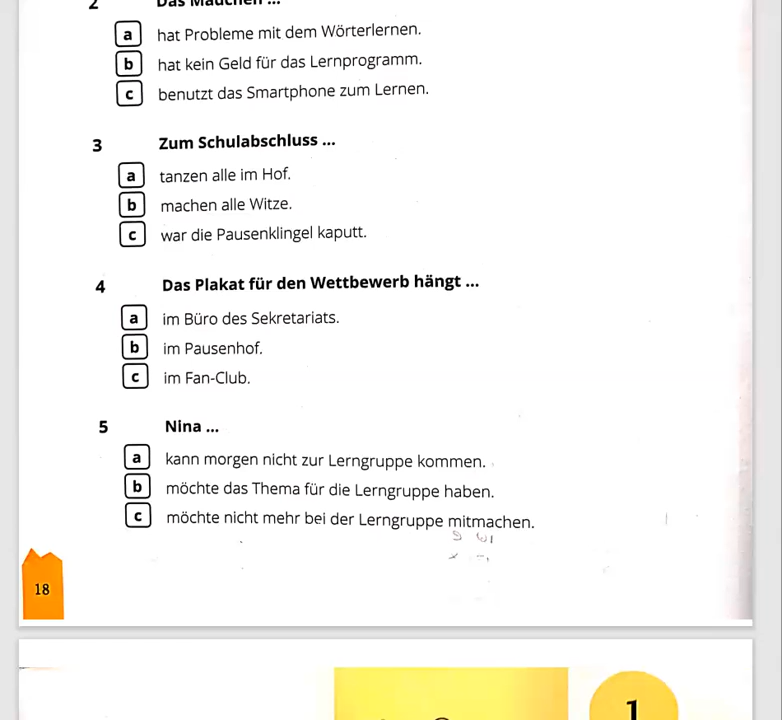 2 Das Mädchen ...
a hat Probleme mit dem Wörterlernen.
b hat kein Geld für das Lernprogramm.
c benutzt das Smartphone zum Lernen.
3 Zum Schulabschluss ...
a tanzen alle im Hof.
b machen alle Witze.
c war die Pausenklingel kaputt.
4 Das Plakat für den Wettbewerb hängt ...
a im Büro des Sekretariats.
b im Pausenhof.
c im Fan-Club.
5 Nina ...
a kann morgen nicht zur Lerngruppe kommen.
b möchte das Thema für die Lerngruppe haben.
c möchte nicht mehr bei der Lerngruppe mitmachen.
18
1